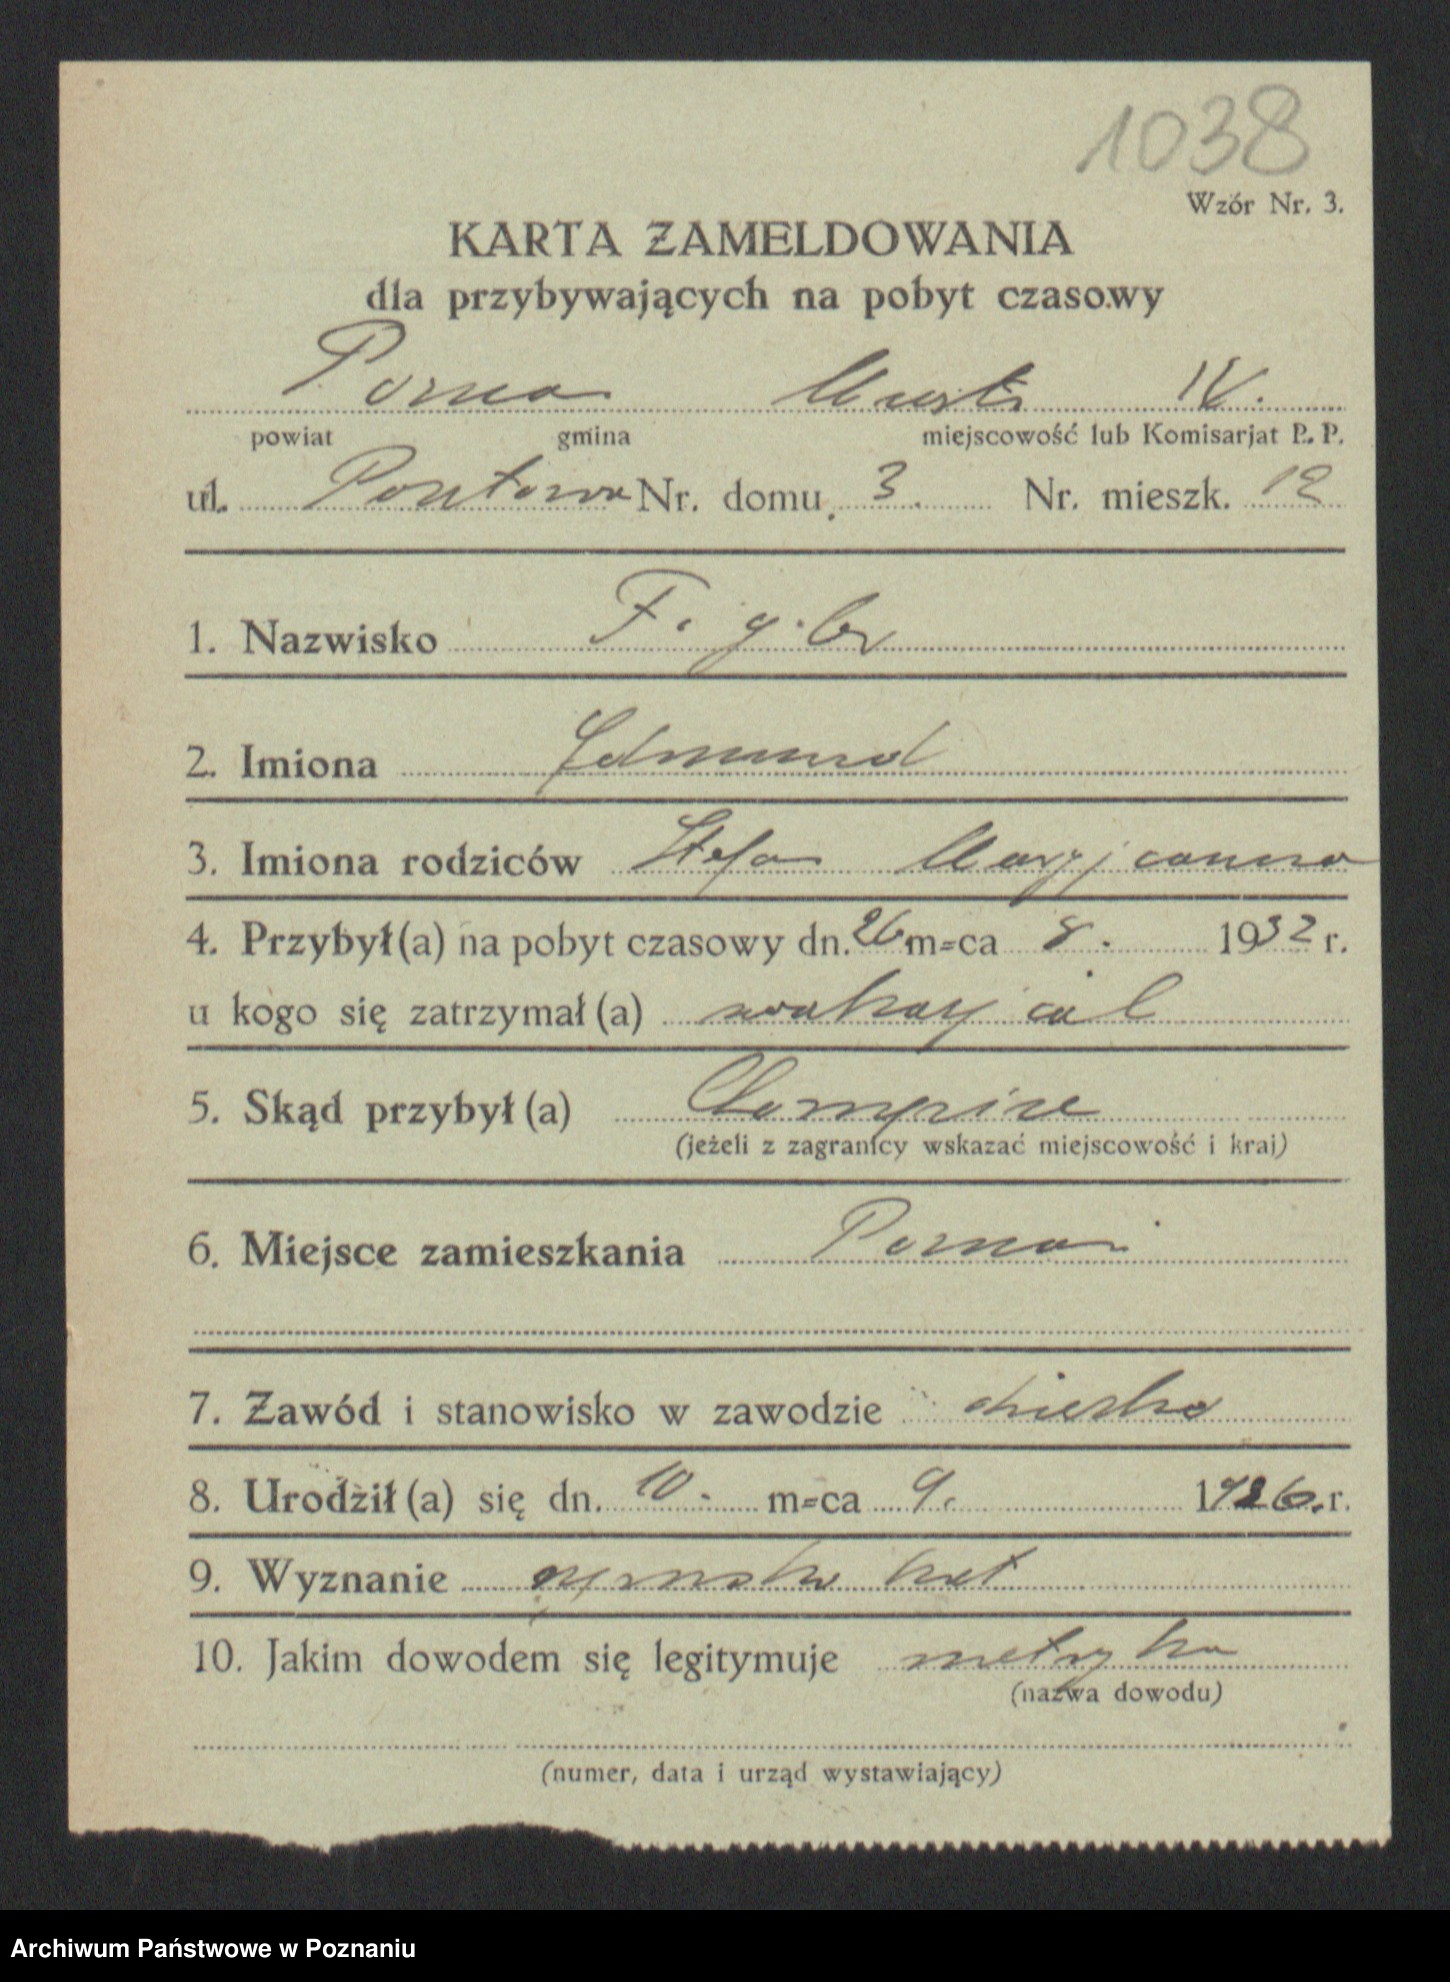 1038
Wzór Nr. 3.
KARTA ZAMELDOWANIA
dla przybywających na pobyt czasowy
Poznań Miasto IV.
powiat gmina miejscowość lub Komisarjat P. P.
ul. Nr. domu 3. Nr. mieszk. 12
1. Nazwisko
2. Imiona Edmund
3. Imiona rodziców Stefan Maryjanna
4. Przybył(a) na pobyt czasowy dn. 26 m=ca 8. 1932 r.
u kogo się zatrzymał(a)
5. Skąd przybył(a)
(jeżeli z zagranicy wskazać miejscowość i kraj)
6. Miejsce zamieszkania Poznań
7. Zawód i stanowisko w zawodzie
8. Urodził(a) się dn. 10. m=ca 9. 1926. r.
9. Wyznanie rzymsko kat
10. Jakim dowodem się legitymuje metryka
(nazwa dowodu)
(numer, data i urząd wystawiający)
Archiwum Państwowe w Poznaniu